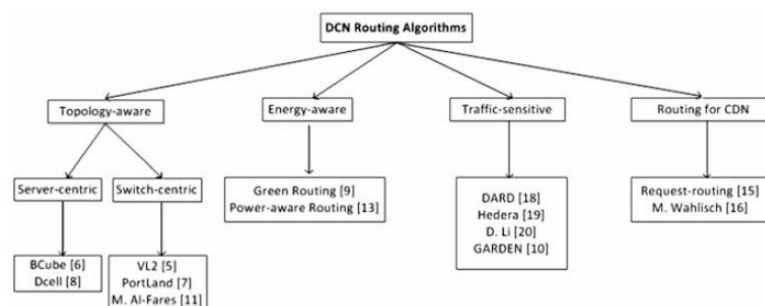 DCN Routing Algorithms
Topology-aware
Energy-aware
Traffic-sensitive
Routing for CDN
Server-centric
Switch-centric
Green Routing [9]
Power-aware Routing [13]
DARD [18]
Hedera [19]
D. Li [20]
GARDEN [10]
Request-routing [15]
M. Wahlisch [16]
BCube [6]
Dcell [8]
VL2 [5]
PortLand [7]
M. Al-Fares [11]